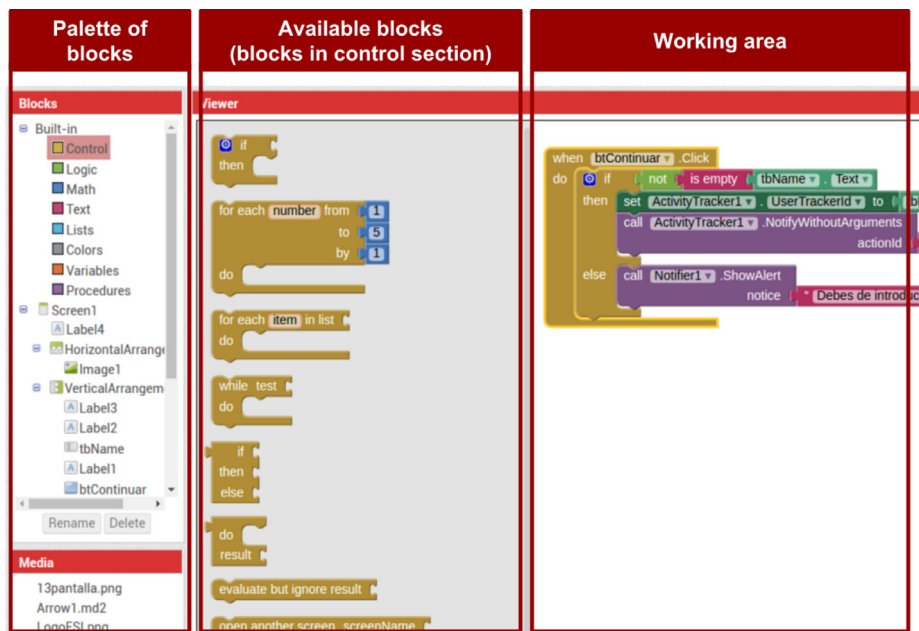 Palette of
blocks
Available blocks
(blocks in control section)
Working area
Blocks
Built-in
Control
Logic
Math
Text
Lists
Colors
Variables
Procedures
Screen1
Label4
HorizontalArrange
Image1
VerticalArrangem
Label3
Label2
tbName
Label1
btContinuar
Rename Delete
Media
13pantalla.png
Arrow1.md2
LogoESI.png
Viewer
if
then
for each number from 1
to 5
by 1
do
for each item in list
do
while test
do
if
then
else
do
result
evaluate but ignore result
open another screen screenName
when btContinuar .Click
do if not is empty tbName . Text
then set ActivityTracker1 . UserTrackerId to
call ActivityTracker1 .NotifyWithoutArguments
actionId
else call Notifier1 .ShowAlert
notice " Debes de introduc